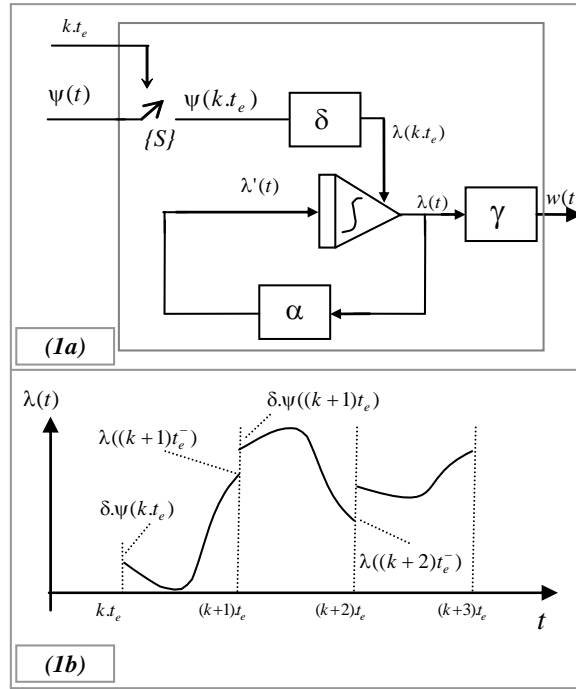 k.t_e
ψ(t)
{S}
ψ(k.t_e)
δ
λ(k.t_e)
λ'(t)
∫
λ(t)
γ
w(t
α
(1a)
λ(t)
δ.ψ((k+1)t_e)
λ((k+1)t_e^-)
δ.ψ(k.t_e)
λ((k+2)t_e^-)
k.t_e
(k+1).t_e
(k+2).t_e
(k+3).t_e
t
(1b)